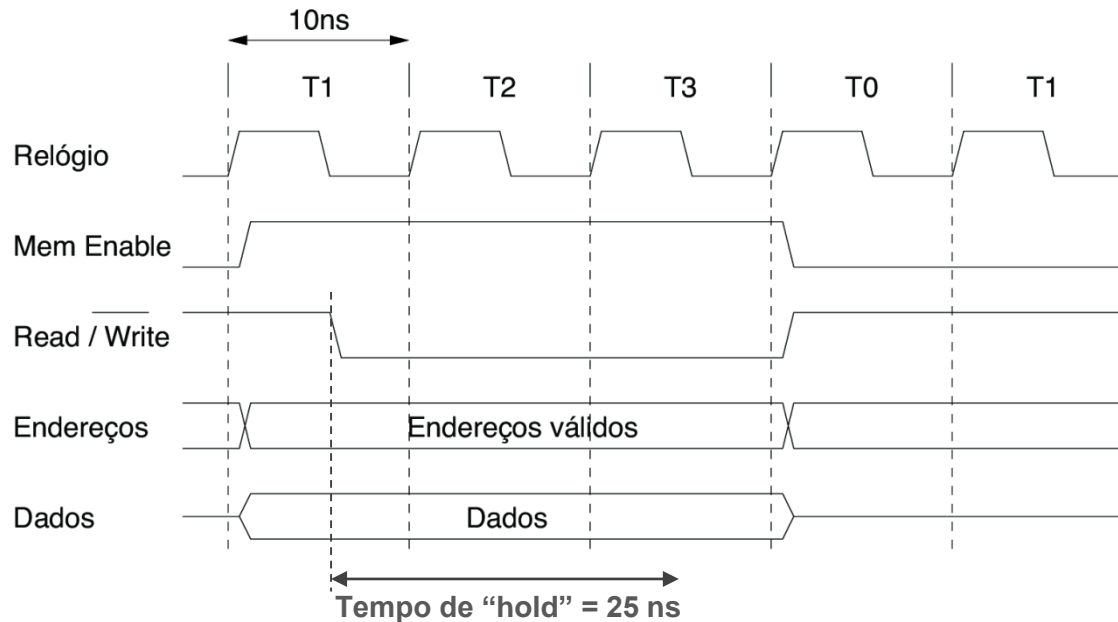 10ns
T1 T2 T3 T0 T1
Relógio
Mem Enable
Read / Write
Endereços Endereços válidos
Dados Dados
Tempo de “hold” = 25 ns